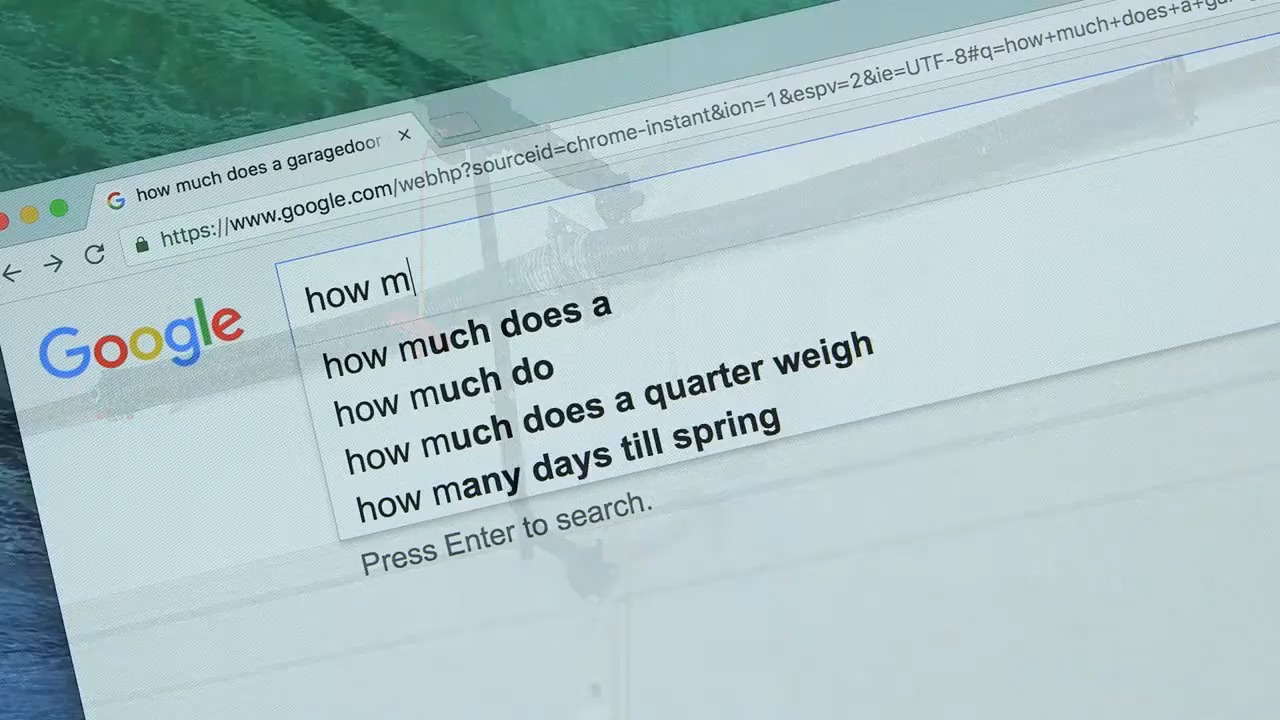 how much does a garagedoor
https://www.google.com/webhp?sourceid=chrome-instant&ion=1&espv=2&ie=UTF-8#q=how+much+does+a+
Google
how m
how much does a
how much do
how much does a quarter weigh
how many days till spring
Press Enter to search.